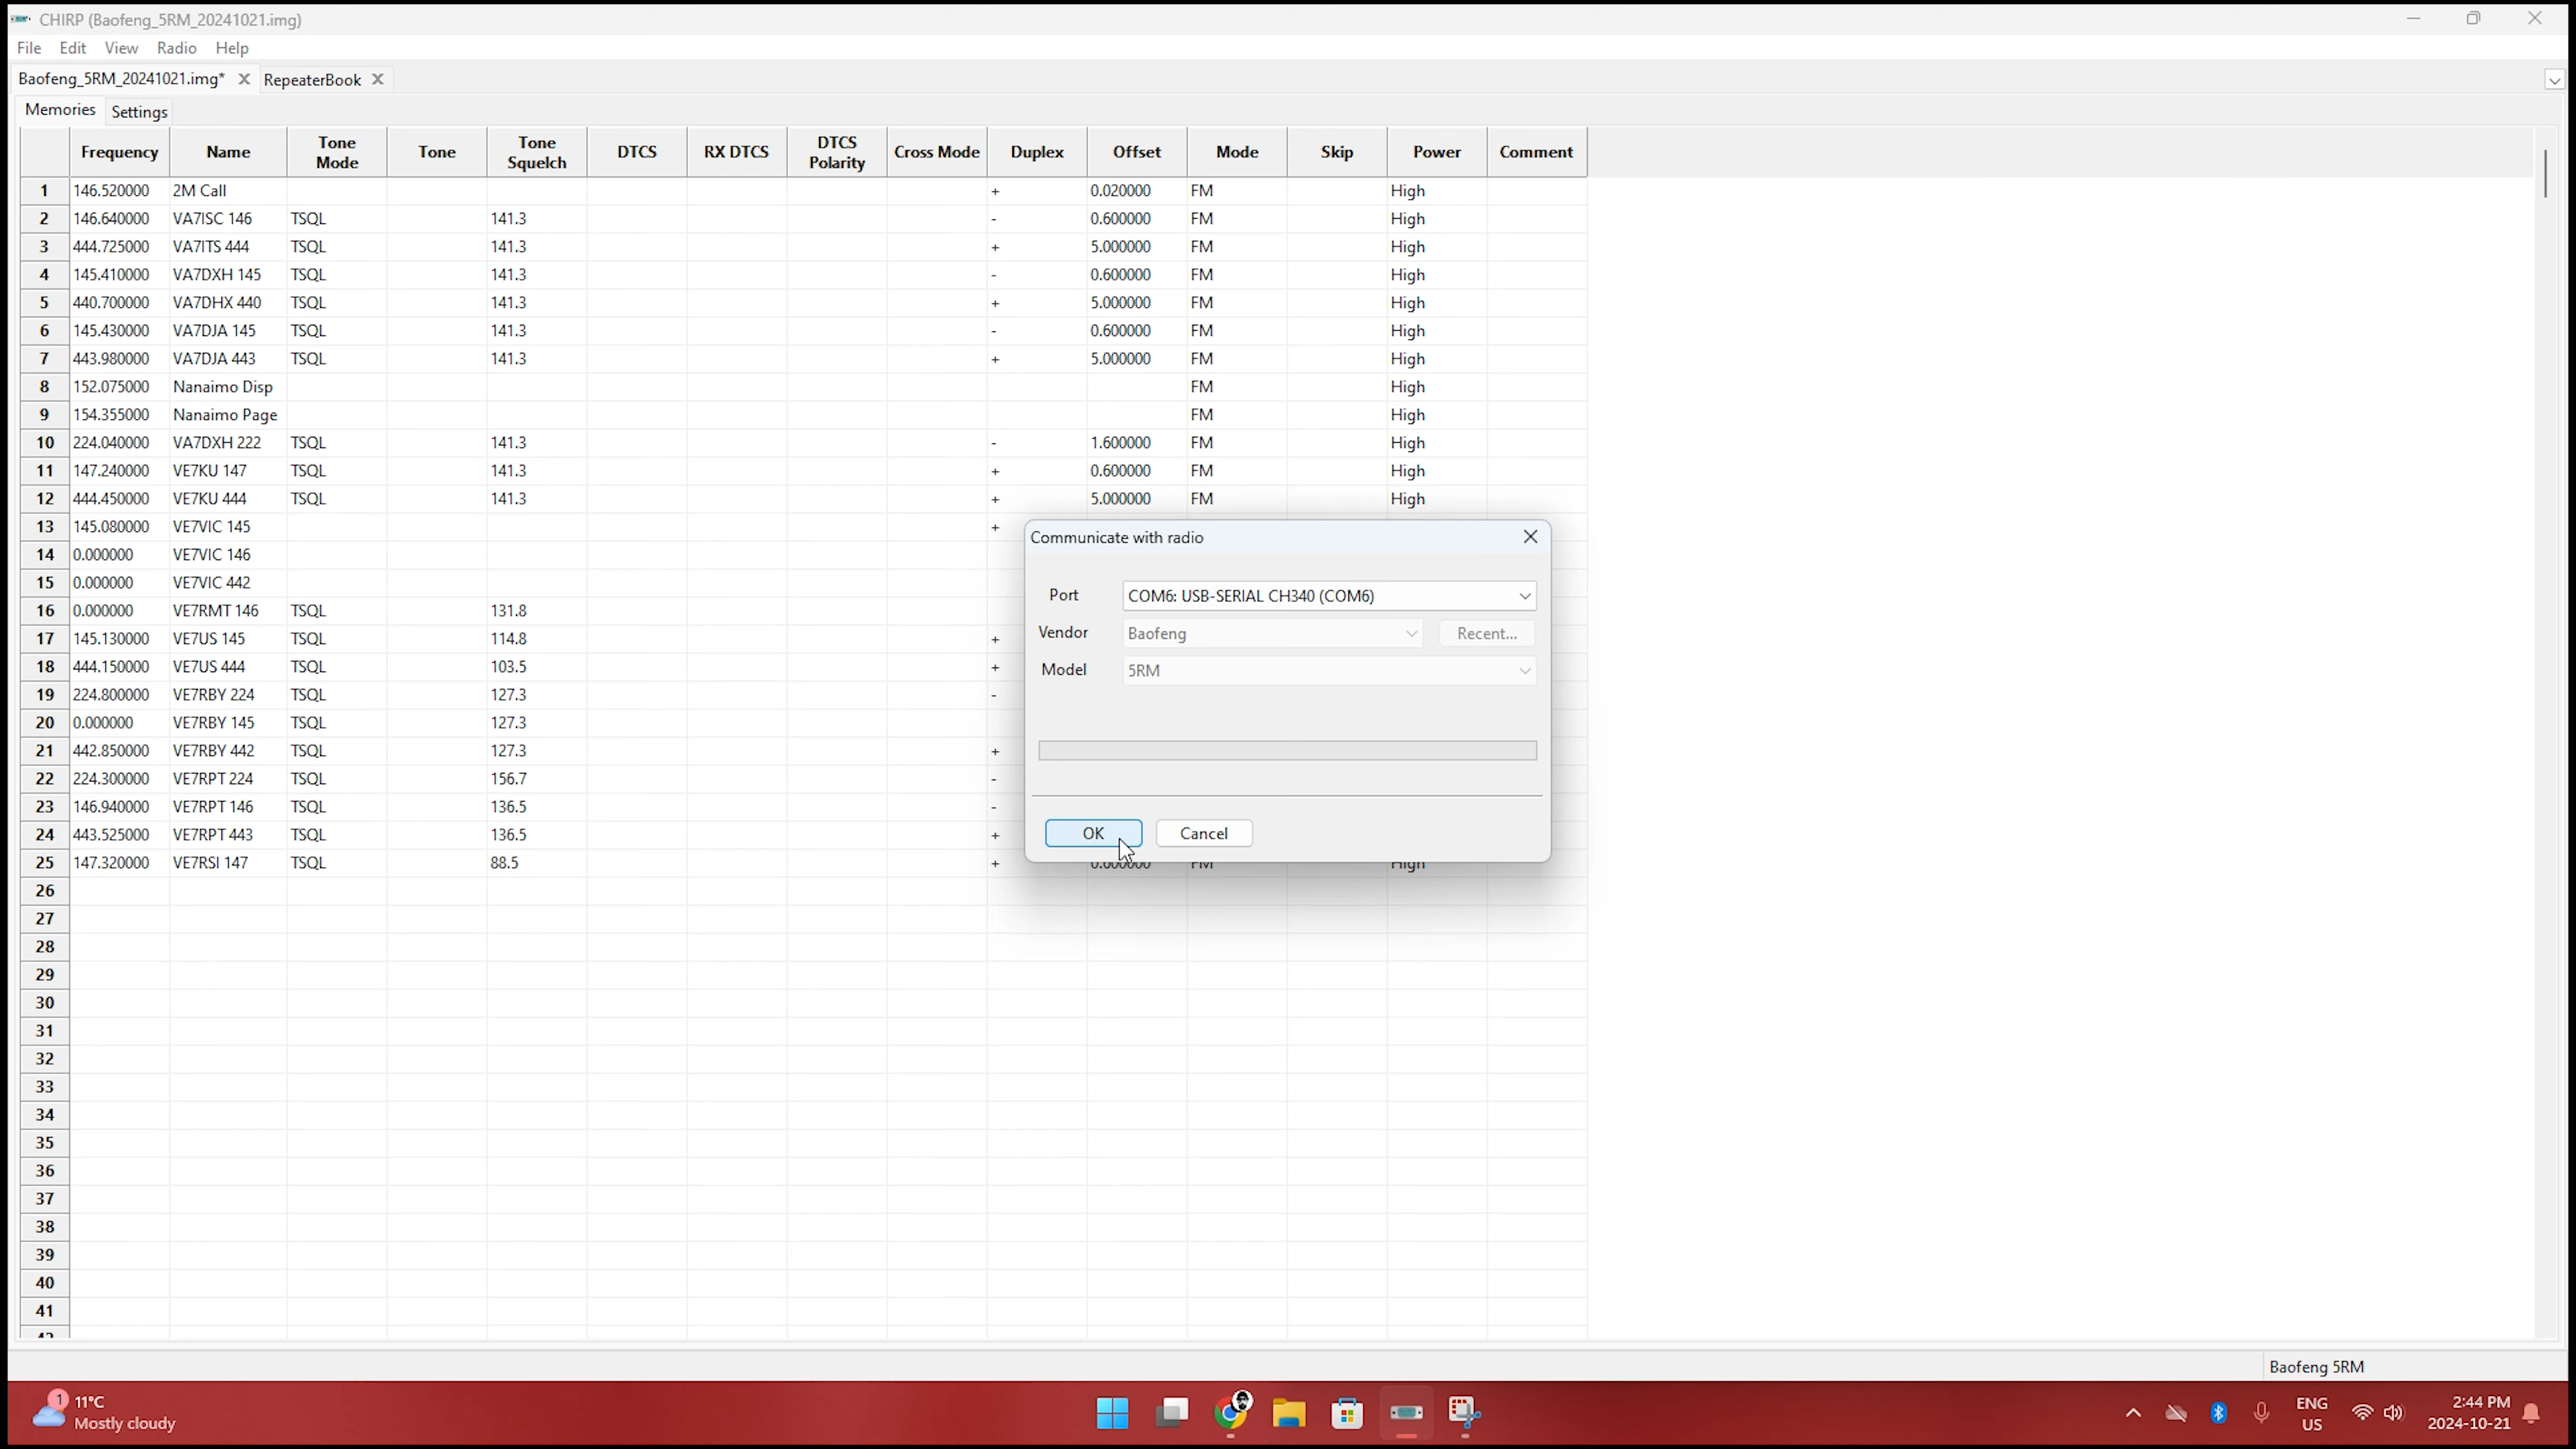 CHIRP (Baofeng_5RM_20241021.img)
File Edit View Radio Help
Baofeng_5RM_20241021.img* RepeaterBook
Memories Settings
Frequency Name Tone Mode Tone Tone Squelch DTCS RX DTCS DTCS Polarity Cross Mode Duplex Offset Mode Skip Power Comment
1 146.520000 2M Call + 0.020000 FM High
2 146.640000 VA7ISC 146 TSQL 141.3 - 0.600000 FM High
3 444.725000 VA7ITS 444 TSQL 141.3 + 5.000000 FM High
4 145.410000 VA7DXH 145 TSQL 141.3 - 0.600000 FM High
5 440.700000 VA7DHX 440 TSQL 141.3 + 5.000000 FM High
6 145.430000 VA7DJA 145 TSQL 141.3 - 0.600000 FM High
7 443.980000 VA7DJA 443 TSQL 141.3 + 5.000000 FM High
8 152.075000 Nanaimo Disp FM High
9 154.355000 Nanaimo Page FM High
10 224.040000 VA7DXH 222 TSQL 141.3 - 1.600000 FM High
11 147.240000 VE7KU 147 TSQL 141.3 + 0.600000 FM High
12 444.450000 VE7KU 444 TSQL 141.3 + 5.000000 FM High
13 145.080000 VE7VIC 145 +
14 0.000000 VE7VIC 146
15 0.000000 VE7VIC 442
16 0.000000 VE7RMT 146 TSQL 131.8
17 145.130000 VE7US 145 TSQL 114.8 +
18 444.150000 VE7US 444 TSQL 103.5 +
19 224.800000 VE7RBY 224 TSQL 127.3 -
20 0.000000 VE7RBY 145 TSQL 127.3
21 442.850000 VE7RBY 442 TSQL 127.3 +
22 224.300000 VE7RPT 224 TSQL 156.7 -
23 146.940000 VE7RPT 146 TSQL 136.5 -
24 443.525000 VE7RPT 443 TSQL 136.5 +
25 147.320000 VE7RSI 147 TSQL 88.5 + 0.600000 FM High
26
27
28
29
30
31
32
33
34
35
36
37
38
39
40
41
42
Communicate with radio
Port COM6: USB-SERIAL CH340 (COM6)
Vendor Baofeng Recent...
Model 5RM
OK Cancel
Baofeng 5RM
1 11°C
Mostly cloudy
ENG
US
2:44 PM
2024-10-21